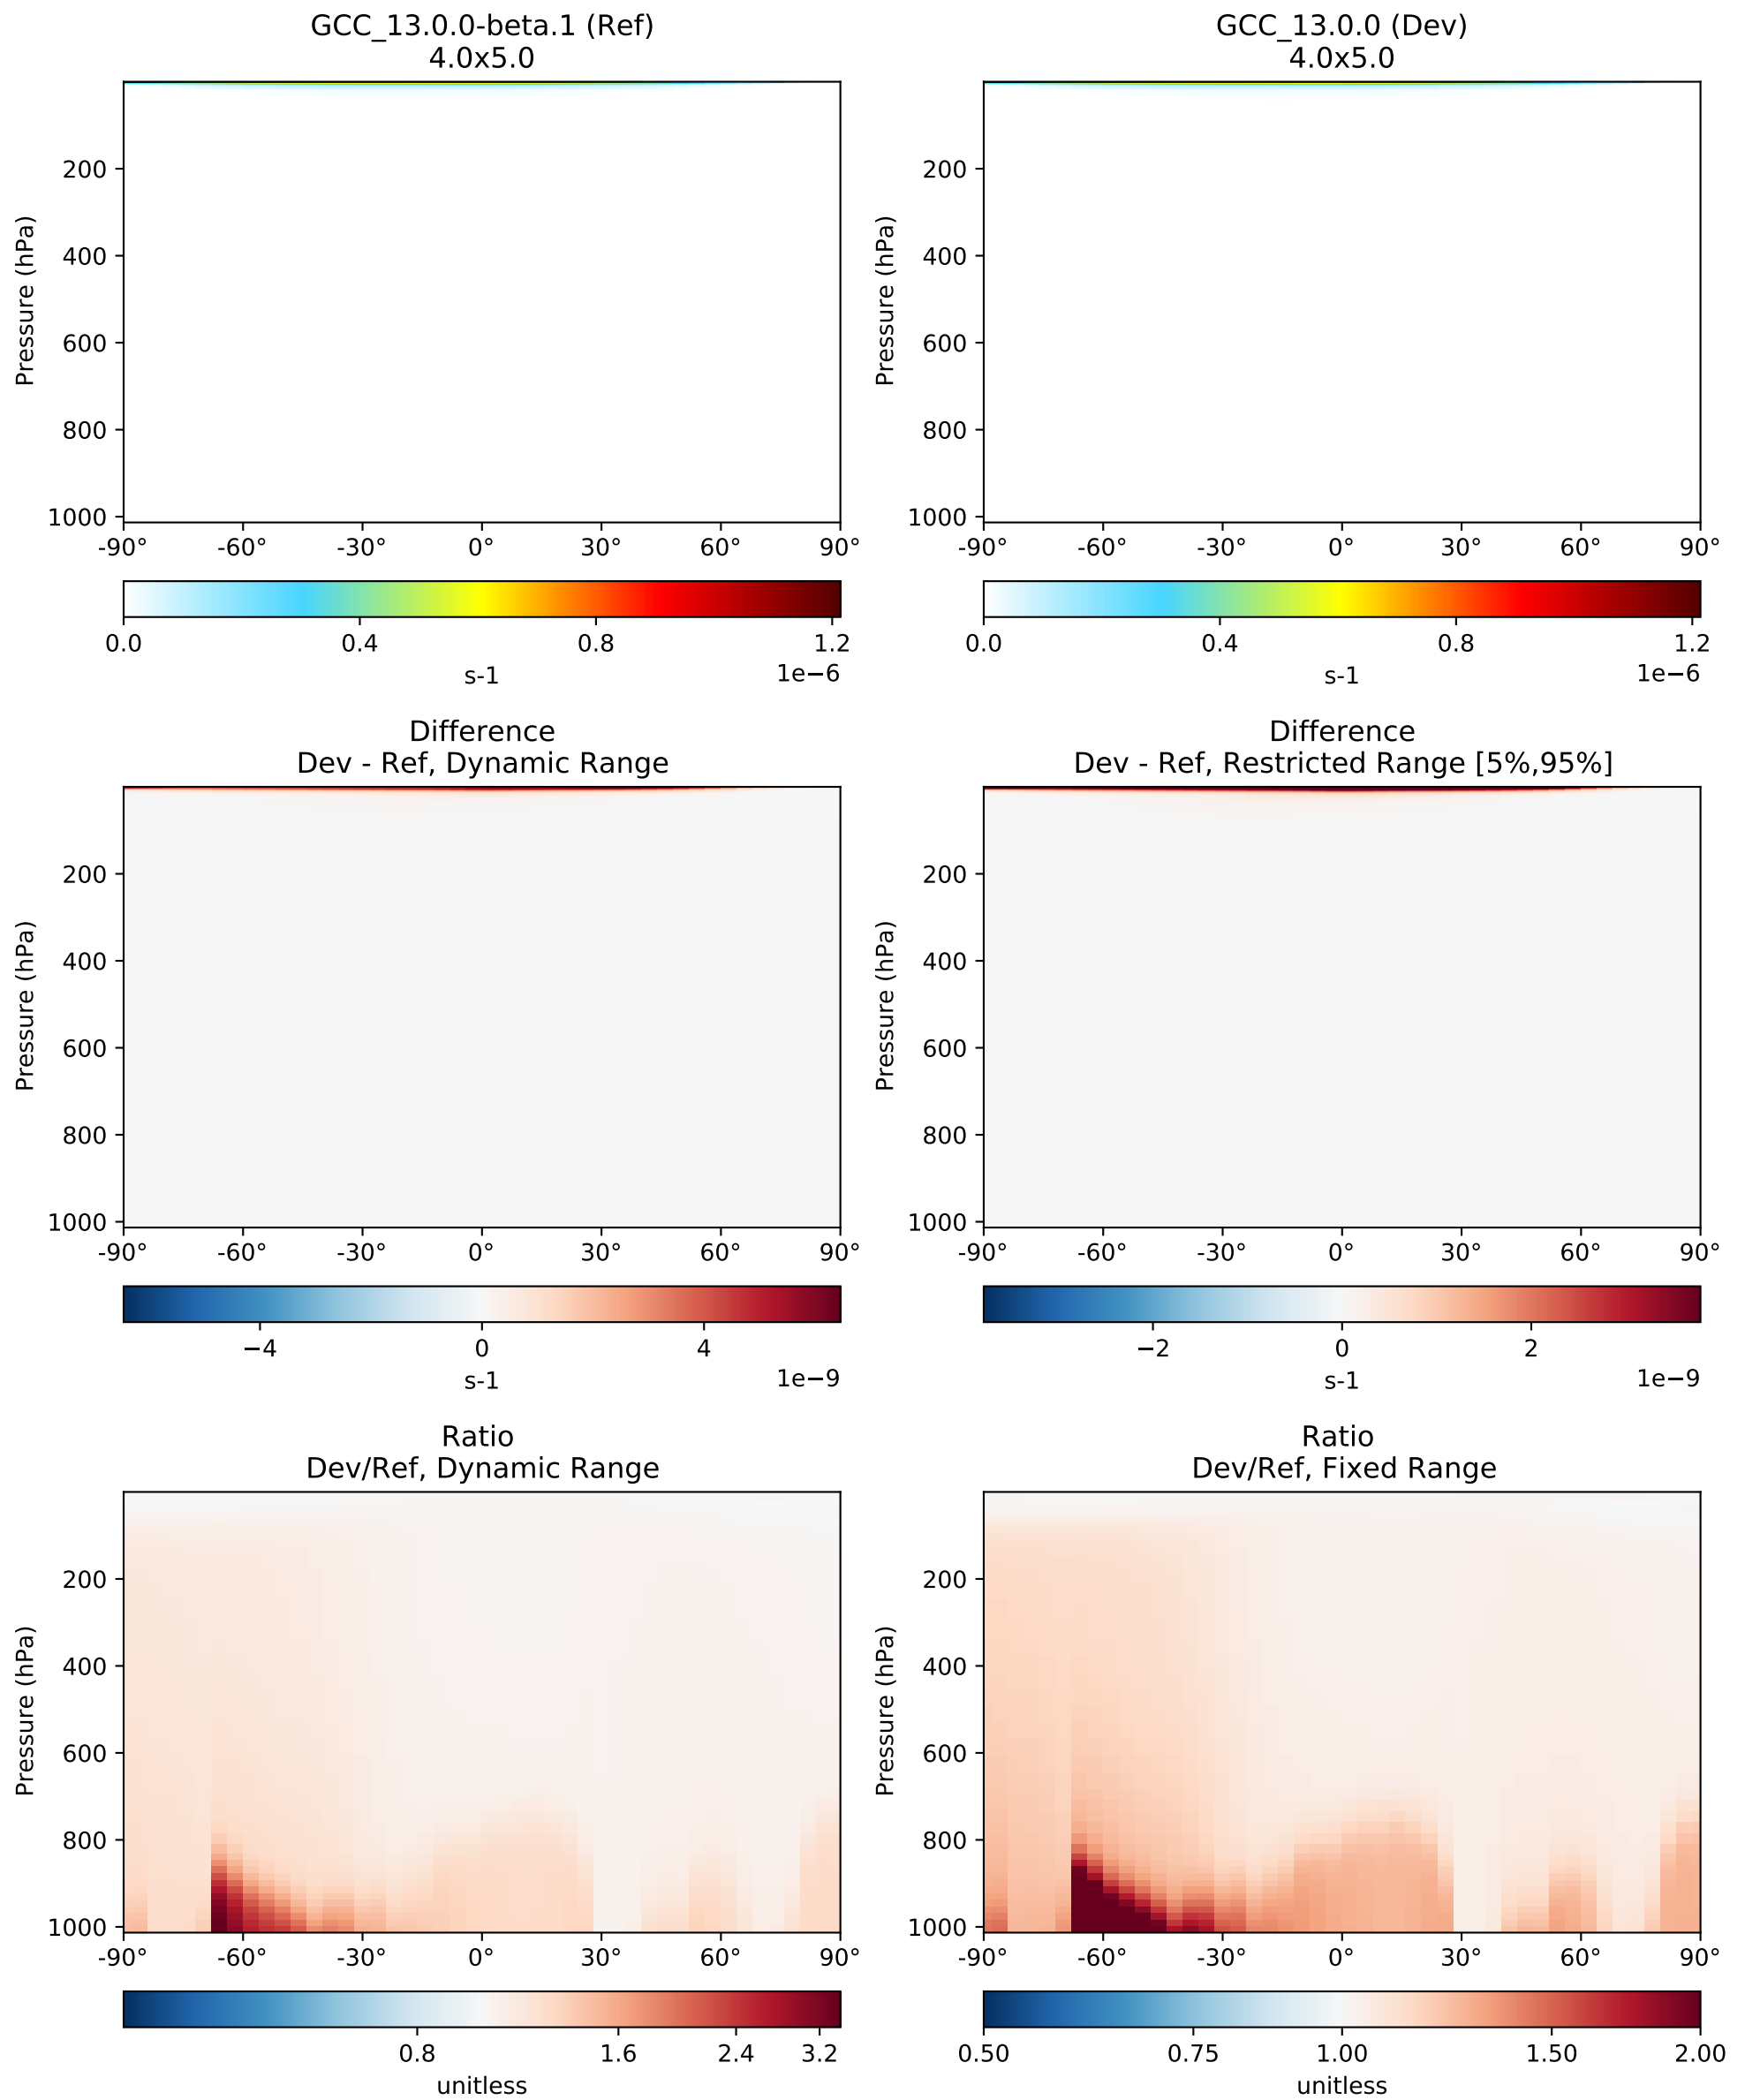 GCC_13.0.0-beta.1 (Ref)
4.0x5.0
GCC_13.0.0 (Dev)
4.0x5.0
Pressure (hPa)
200
400
600
800
1000
-90° -60° -30° 0° 30° 60° 90°
0.0 0.4 0.8 1.2
s-1
1e−6
Pressure (hPa)
200
400
600
800
1000
-90° -60° -30° 0° 30° 60° 90°
0.0 0.4 0.8 1.2
s-1
1e−6
Difference
Dev - Ref, Dynamic Range
Pressure (hPa)
200
400
600
800
1000
-90° -60° -30° 0° 30° 60° 90°
−4 0 4
s-1
1e−9
Difference
Dev - Ref, Restricted Range [5%,95%]
Pressure (hPa)
200
400
600
800
1000
-90° -60° -30° 0° 30° 60° 90°
−2 0 2
s-1
1e−9
Ratio
Dev/Ref, Dynamic Range
Pressure (hPa)
200
400
600
800
1000
-90° -60° -30° 0° 30° 60° 90°
0.8 1.6 2.4 3.2
unitless
Ratio
Dev/Ref, Fixed Range
Pressure (hPa)
200
400
600
800
1000
-90° -60° -30° 0° 30° 60° 90°
0.50 0.75 1.00 1.50 2.00
unitless